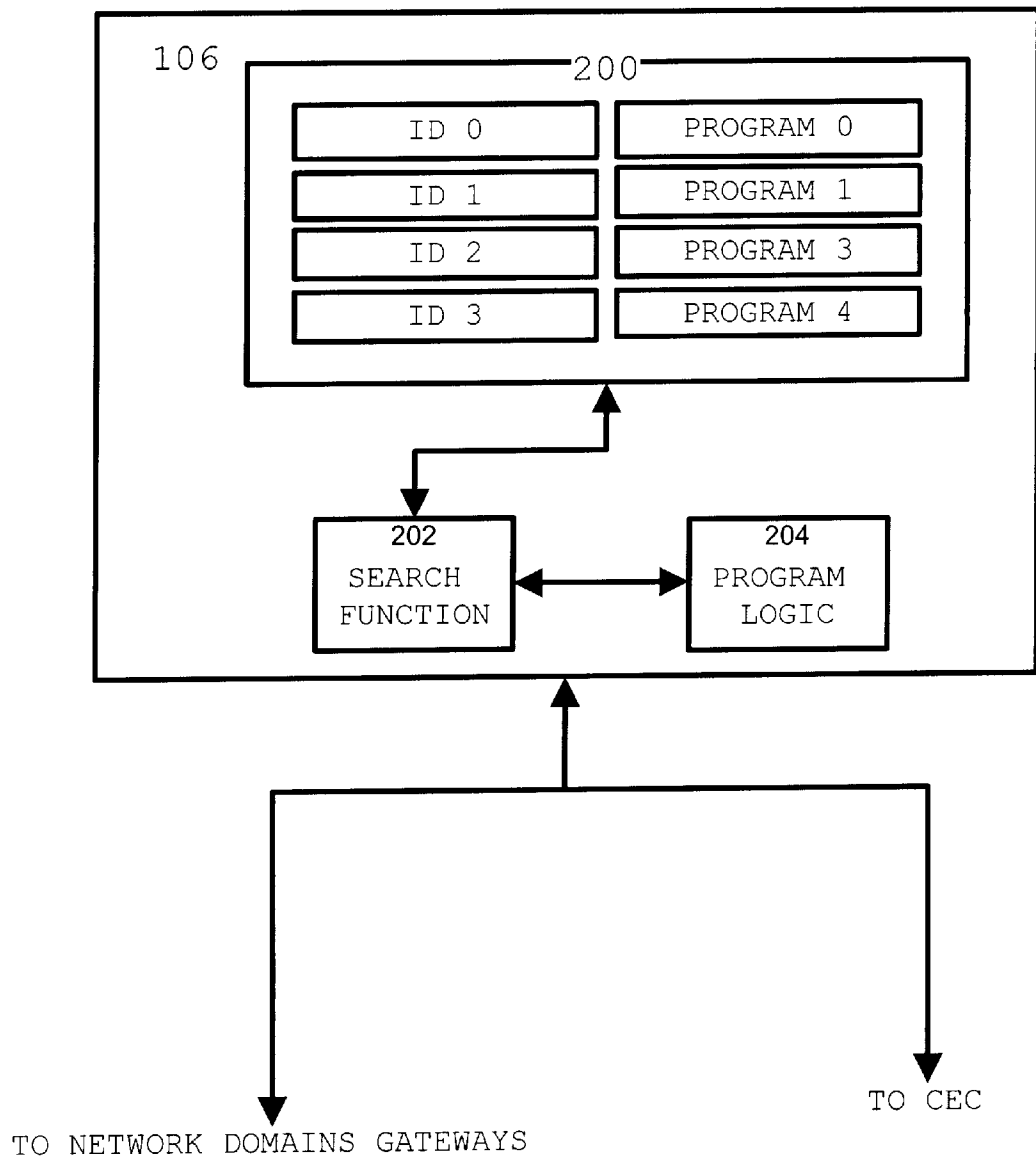 106
200
ID 0 PROGRAM 0
ID 1 PROGRAM 1
ID 2 PROGRAM 3
ID 3 PROGRAM 4
202
SEARCH
FUNCTION
204
PROGRAM
LOGIC
TO CEC
TO NETWORK DOMAINS GATEWAYS